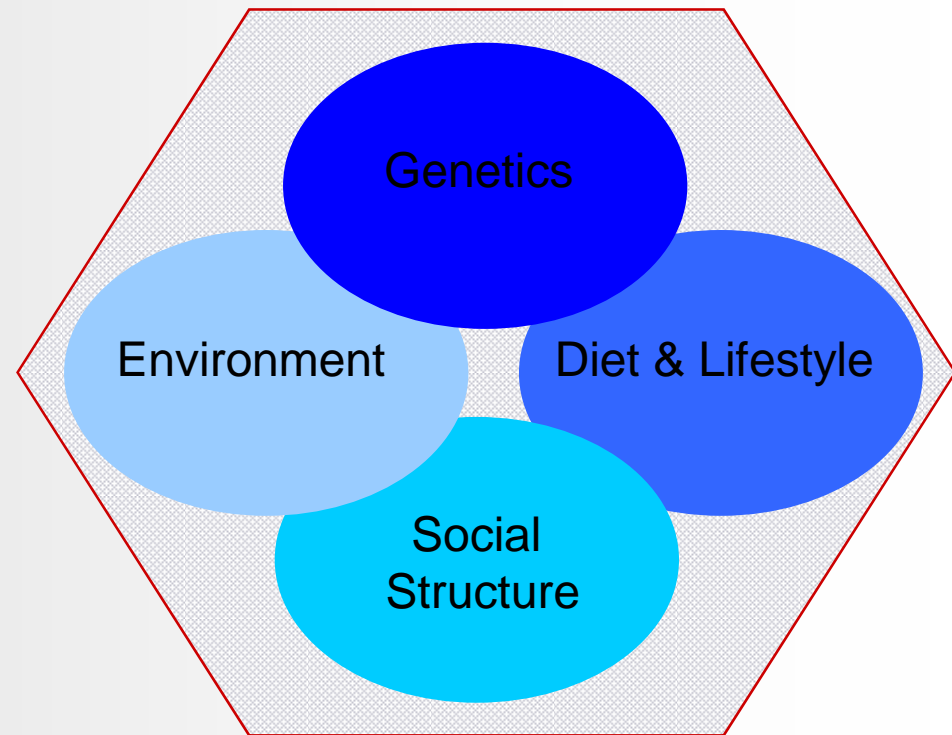 Genetics
Environment
Diet & Lifestyle
Social
Structure